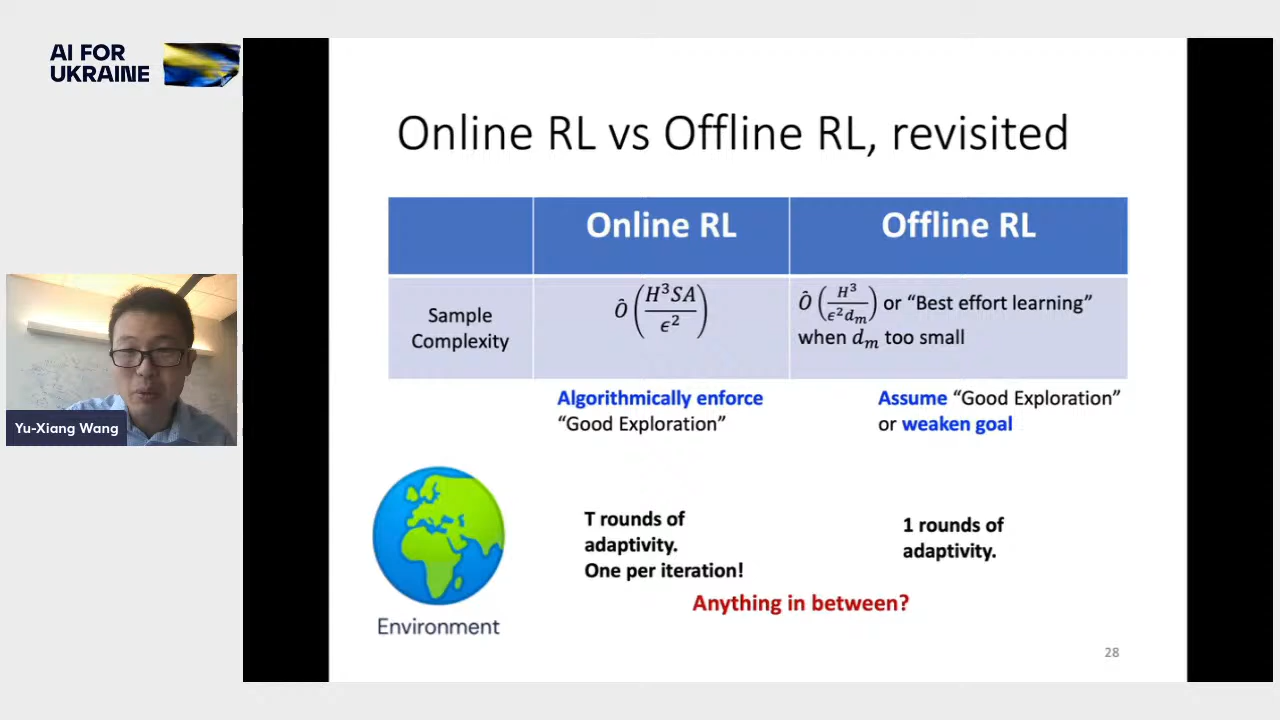 AI FOR
UKRAINE
Online RL vs Offline RL, revisited
Online RL
Offline RL
Sample
Complexity
Ô(H³SA/ϵ²)
Ô(H³/ϵ²dₘ) or “Best effort learning”
when dₘ too small
Algorithmically enforce
“Good Exploration”
Assume “Good Exploration”
or weaken goal
Yu-Xiang Wang
T rounds of
adaptivity.
One per iteration!
1 rounds of
adaptivity.
Anything in between?
Environment
28